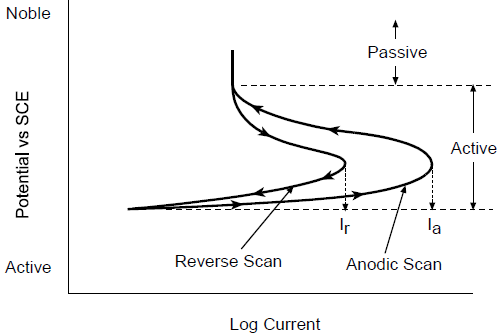 Noble
Passive
Potential vs SCE
Active
Ir
Ia
Reverse Scan
Anodic Scan
Active
Log Current